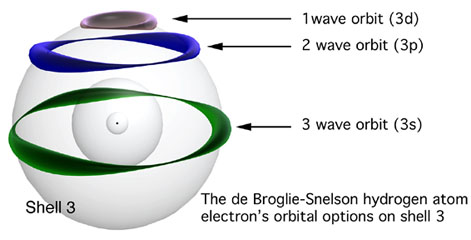 1wave orbit (3d)
2 wave orbit (3p)
3 wave orbit (3s)
Shell 3
The de Broglie-Snelson hydrogen atom
electron's orbital options on shell 3